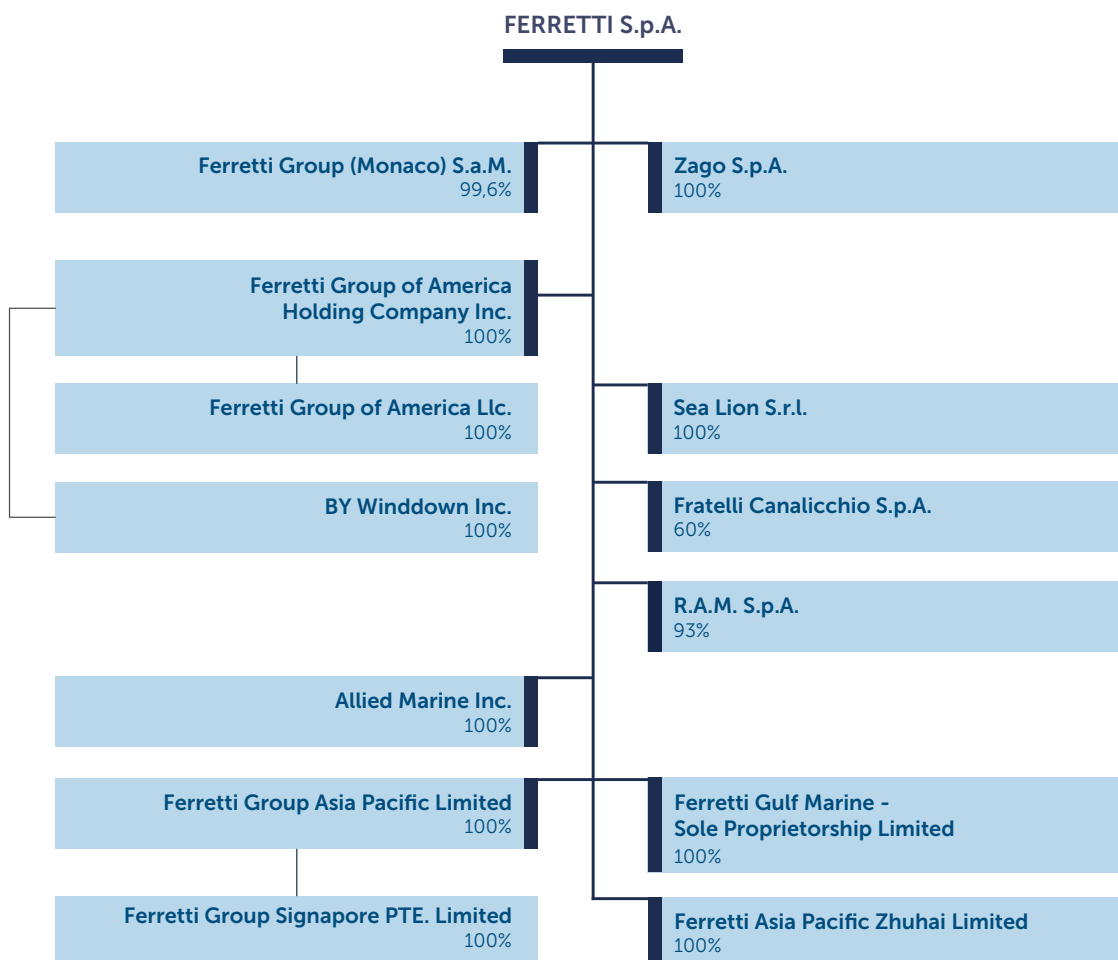 FERRETTI S.p.A.
Ferretti Group (Monaco) S.a.M.
99,6%
Zago S.p.A.
100%
Ferretti Group of America
Holding Company Inc.
100%
Ferretti Group of America Llc.
100%
Sea Lion S.r.l.
100%
BY Winddown Inc.
100%
Fratelli Canalicchio S.p.A.
60%
R.A.M. S.p.A.
93%
Allied Marine Inc.
100%
Ferretti Group Asia Pacific Limited
100%
Ferretti Gulf Marine -
Sole Proprietorship Limited
100%
Ferretti Group Signapore PTE. Limited
100%
Ferretti Asia Pacific Zhuhai Limited
100%